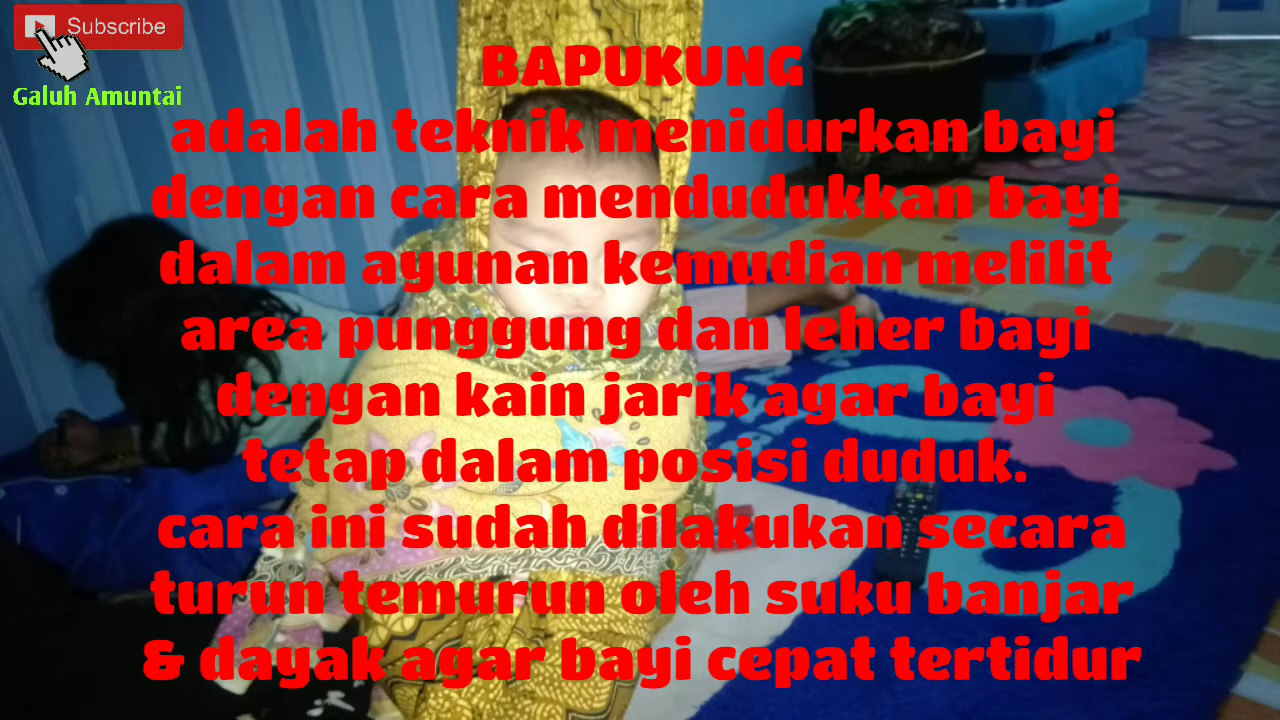 Subscribe
Galuh Amuntai
BAPUKUNG
adalah teknik menidurkan bayi
dengan cara mendudukkan bayi
dalam ayunan kemudian melilit
area punggung dan leher bayi
dengan kain jarik agar bayi
tetap dalam posisi duduk.
cara ini sudah dilakukan secara
turun temurun oleh suku banjar
& dayak agar bayi cepat tertidur